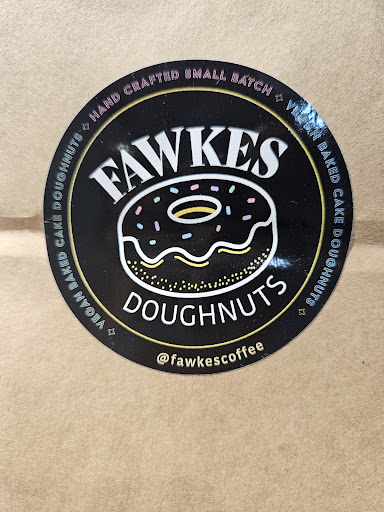 HAND CRAFTED SMALL BATCH
VEGAN BAKED CAKE DOUGHNUTS
VEGAN BAKED CAKE DOUGHNUTS
FAWKES
DOUGHNUTS
@fawkescoffee